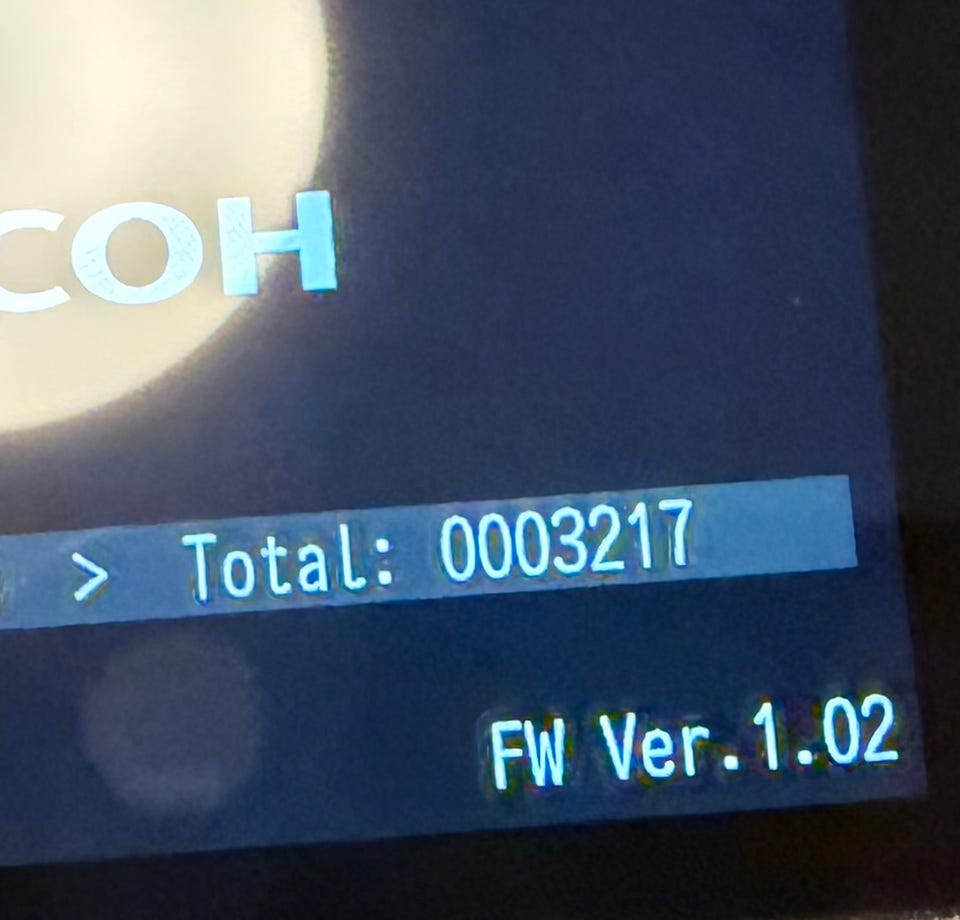 COH
> Total: 0003217
FW Ver.1.02